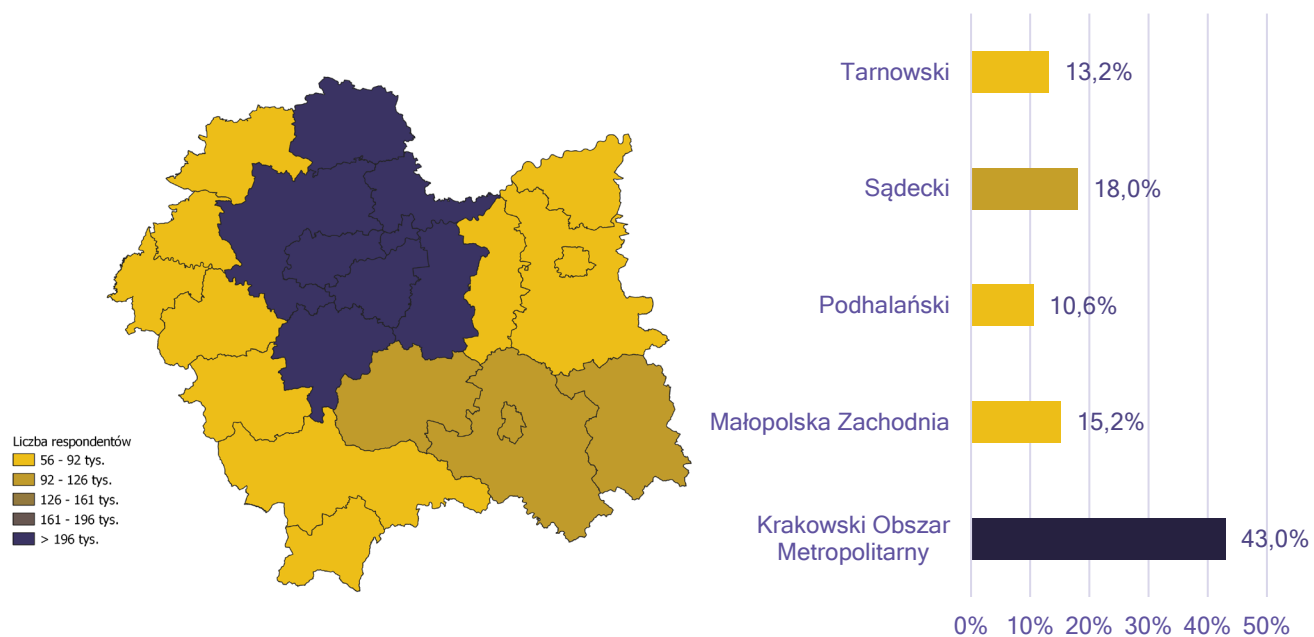 Liczba respondentów
56 - 92 tys.
92 - 126 tys.
126 - 161 tys.
161 - 196 tys.
> 196 tys.
Tarnowski
13,2%
Sądecki
18,0%
Podhalański
10,6%
Małopolska Zachodnia
15,2%
Krakowski Obszar
Metropolitarny
43,0%
0% 10% 20% 30% 40% 50%